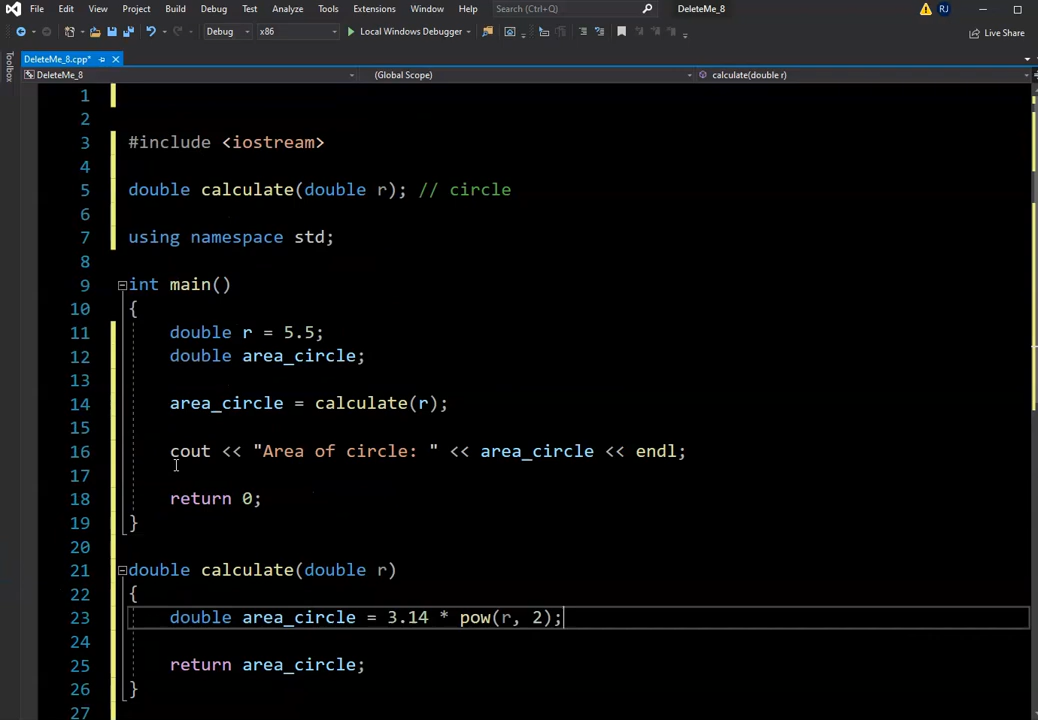 File Edit View Project Build Debug Test Analyze Tools Extensions Window Help Search (Ctrl+Q) DeleteMe_8 RJ
Debug x86 Local Windows Debugger Live Share
Toolbox
DeleteMe_8.cpp*
DeleteMe_8 (Global Scope) calculate(double r)
1
2
3 #include <iostream>
4
5 double calculate(double r); // circle
6
7 using namespace std;
8
9 int main()
10 {
11 double r = 5.5;
12 double area_circle;
13
14 area_circle = calculate(r);
15
16 cout << "Area of circle: " << area_circle << endl;
17
18 return 0;
19 }
20
21 double calculate(double r)
22 {
23 double area_circle = 3.14 * pow(r, 2);
24
25 return area_circle;
26 }
27